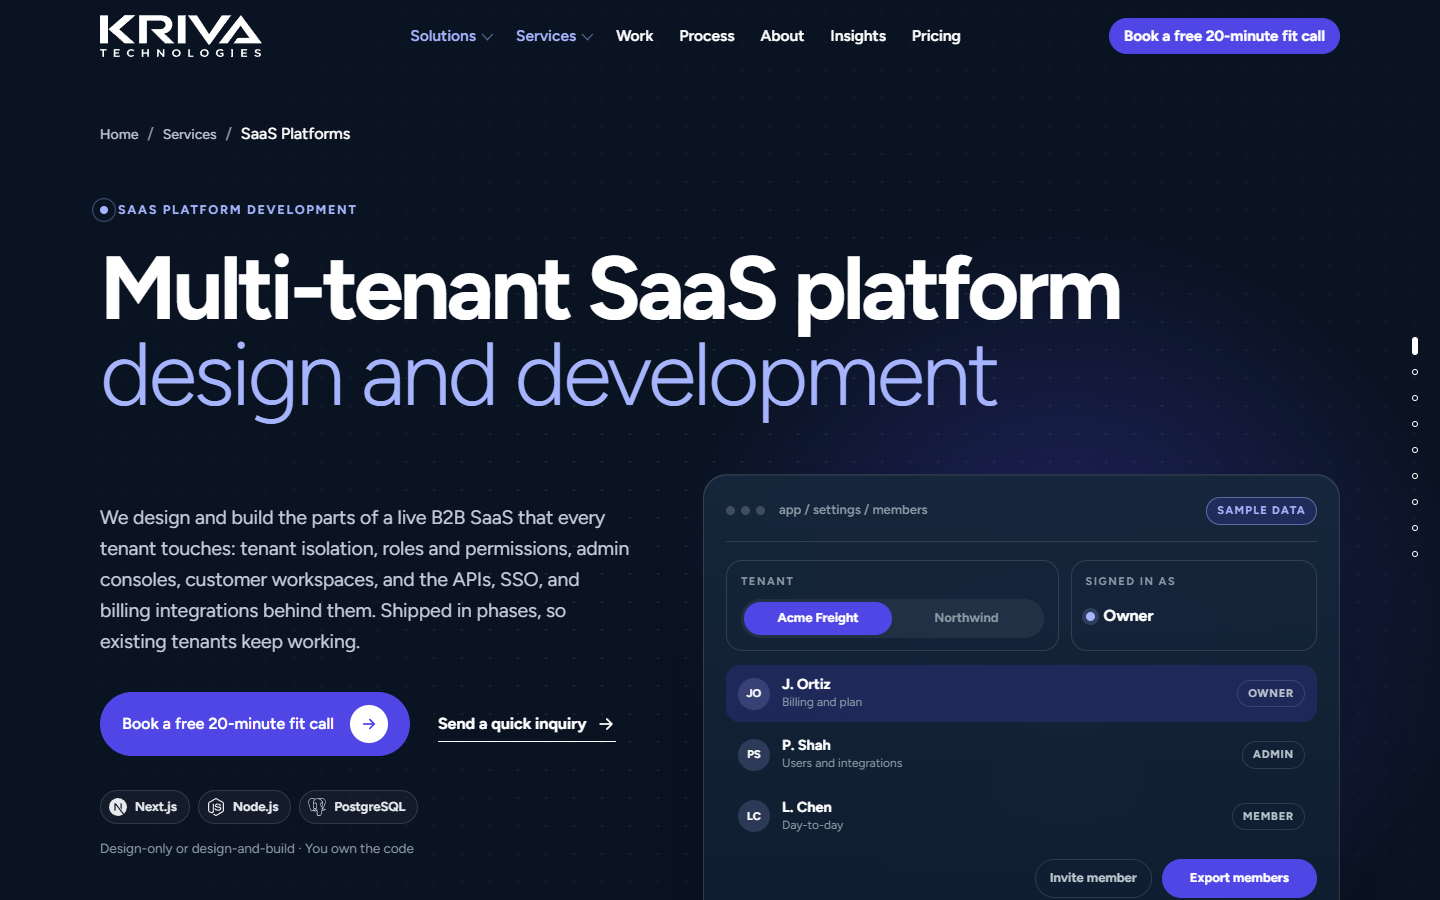 KRIVA
TECHNOLOGIES
Solutions
Services
Work
Process
About
Insights
Pricing
Book a free 20-minute fit call
Home / Services / SaaS Platforms
SAAS PLATFORM DEVELOPMENT
Multi-tenant SaaS platform
design and development
We design and build the parts of a live B2B SaaS that every
tenant touches: tenant isolation, roles and permissions, admin
consoles, customer workspaces, and the APIs, SSO, and
billing integrations behind them. Shipped in phases, so
existing tenants keep working.
Book a free 20-minute fit call
Send a quick inquiry
Next.js
Node.js
PostgreSQL
Design-only or design-and-build · You own the code
app / settings / members
SAMPLE DATA
TENANT
Acme Freight
Northwind
SIGNED IN AS
Owner
JO
J. Ortiz
Billing and plan
OWNER
PS
P. Shah
Users and integrations
ADMIN
LC
L. Chen
Day-to-day
MEMBER
Invite member
Export members